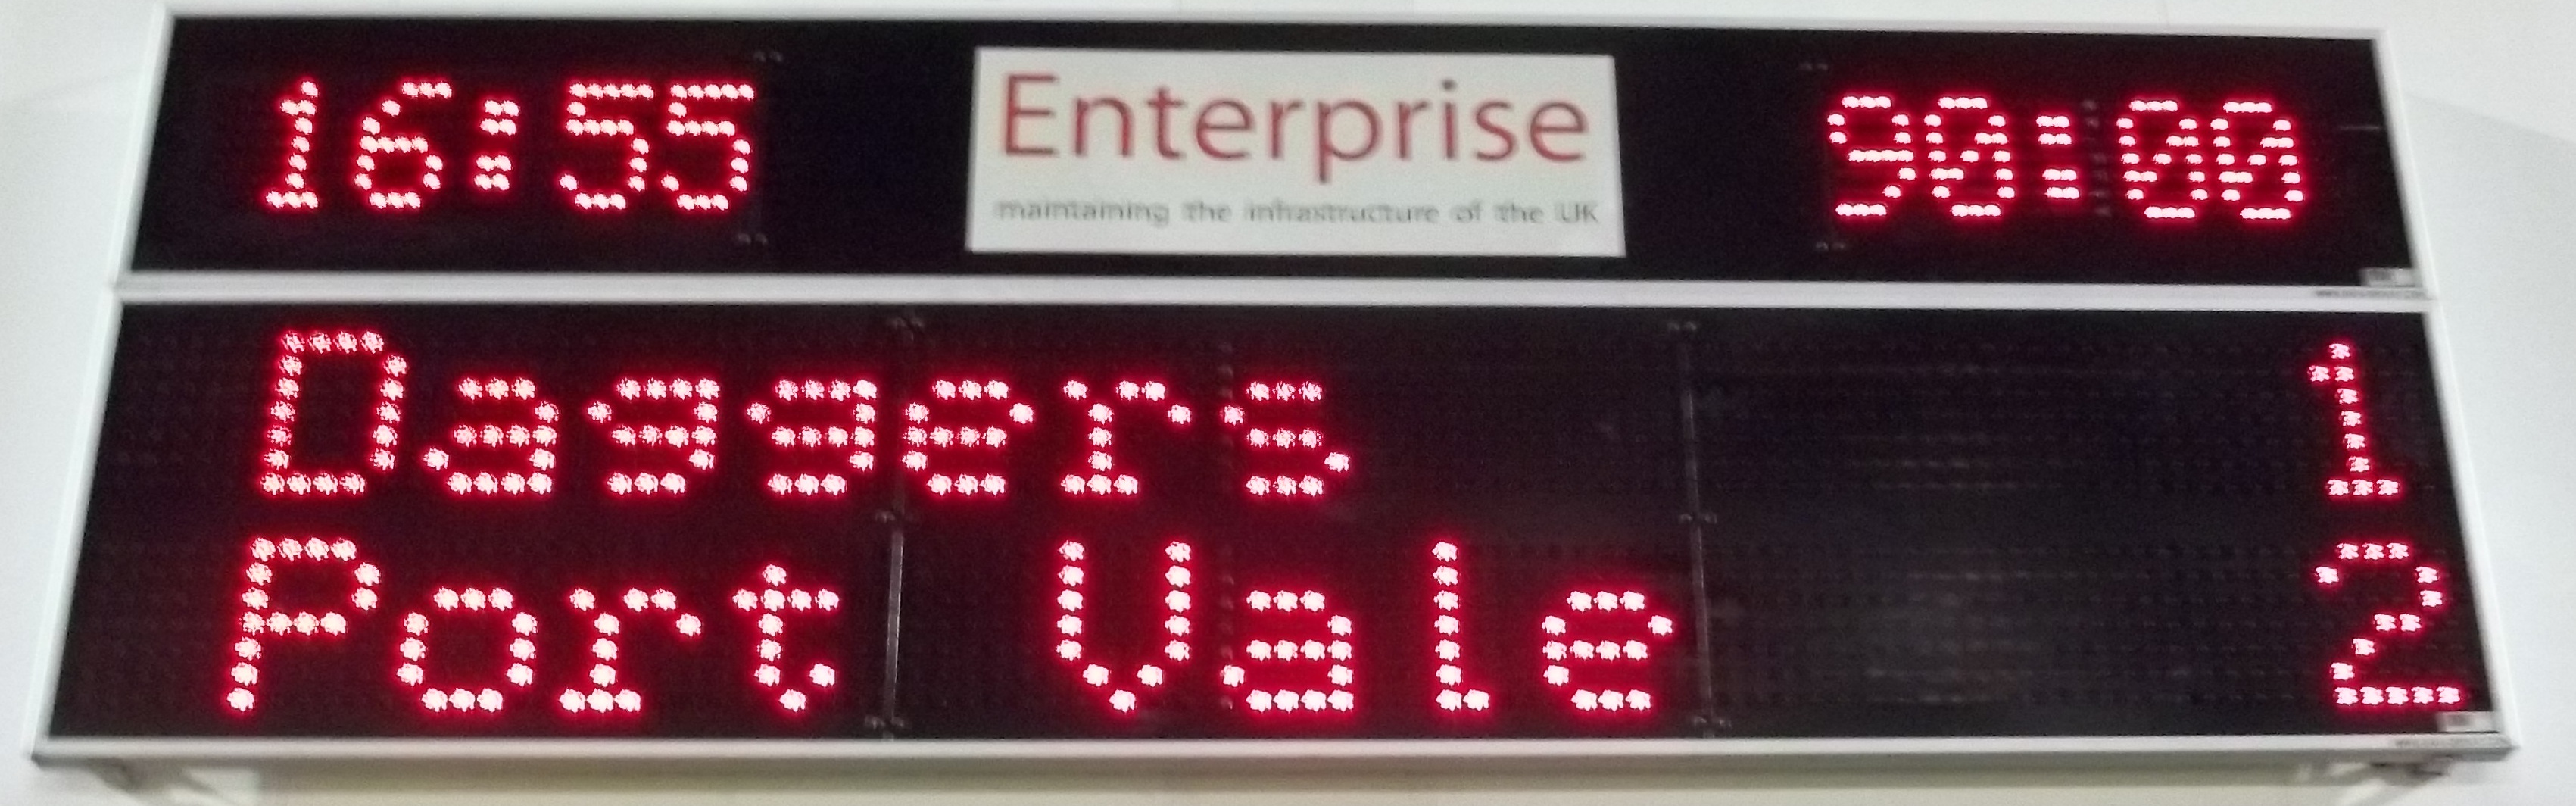 16:55
Enterprise
maintaining the infrastructure of the UK
90:00
Daggers 1
Port Vale 2